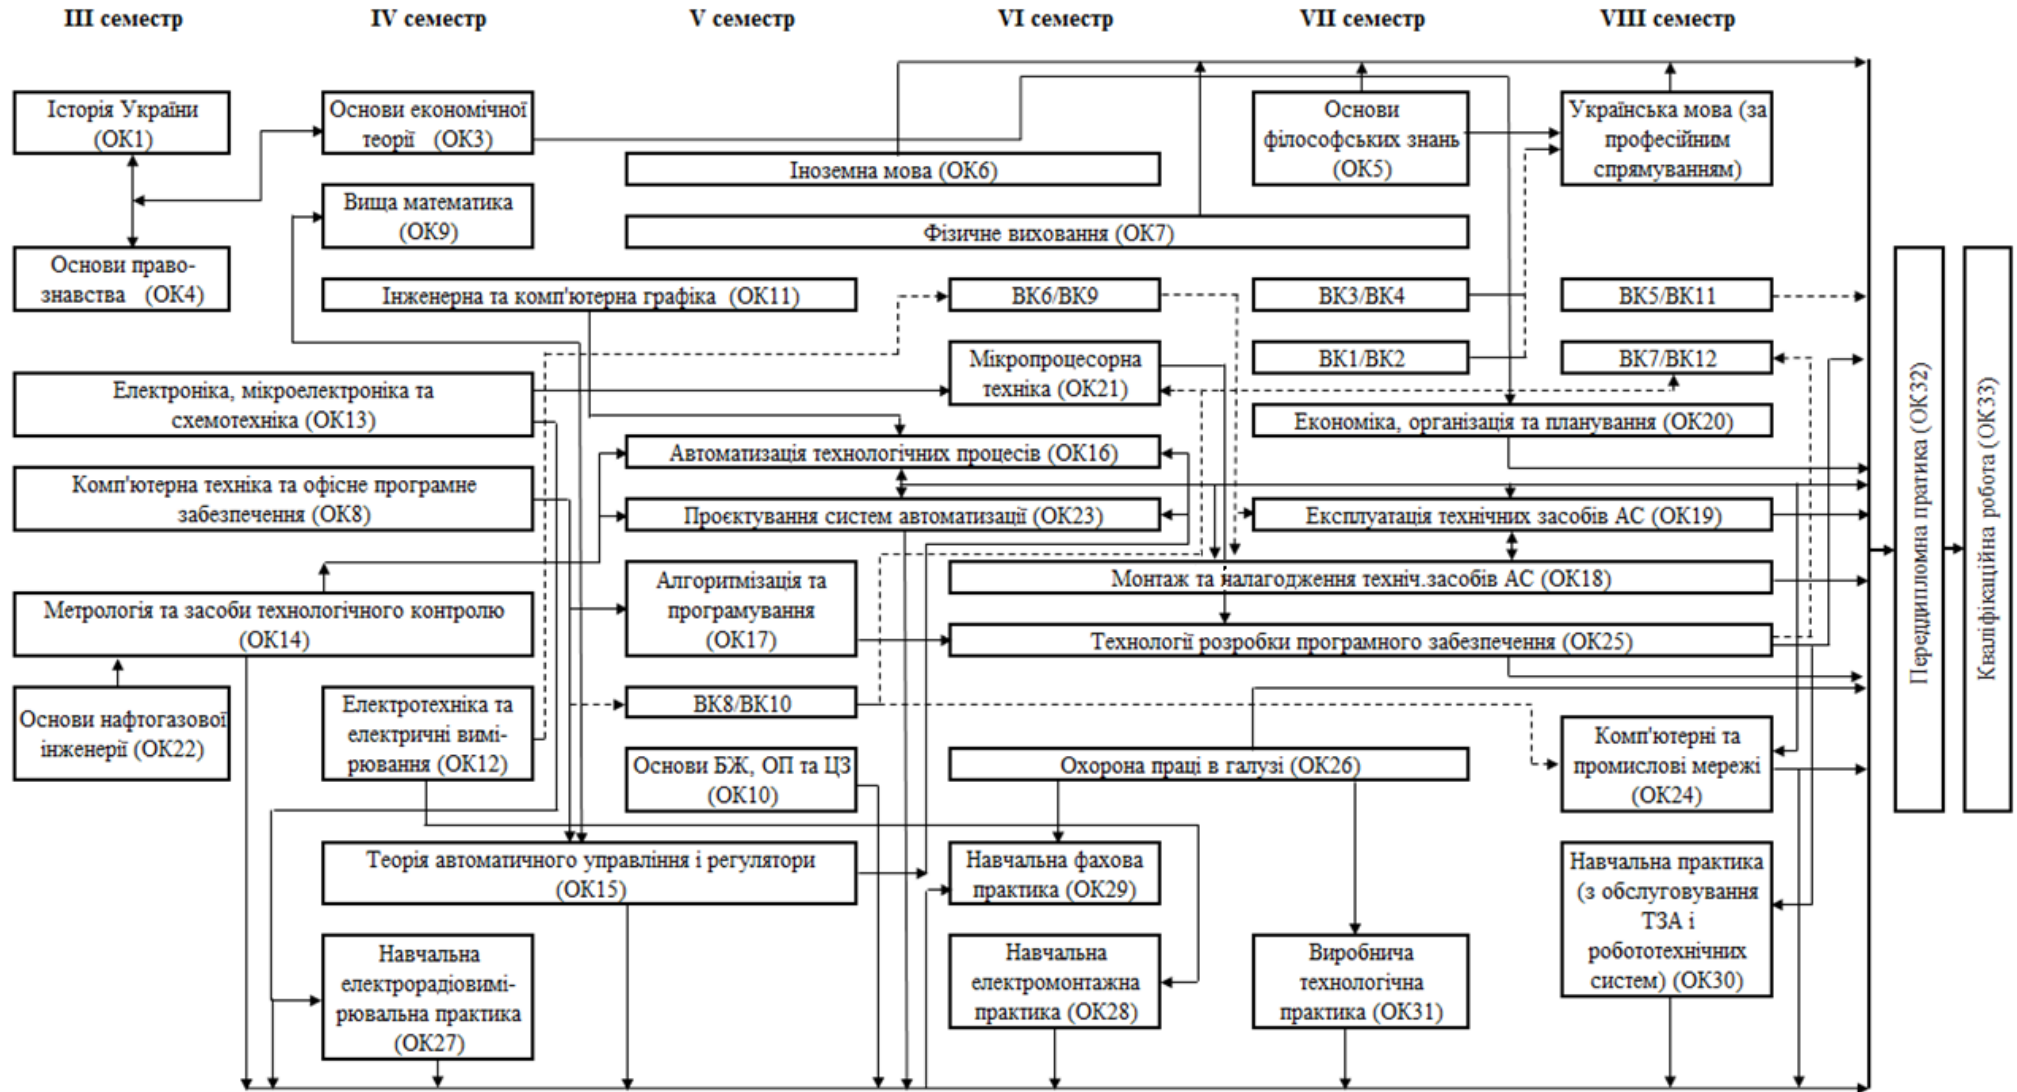 III семестр
IV семестр
V семестр
VI семестр
VII семестр
VIII семестр
Історія України
(ОК1)
Основи економічної
теорії (ОК3)
Основи
філософських знань
(ОК5)
Українська мова (за
професійним
спрямуванням)
Іноземна мова (ОК6)
Вища математика
(ОК9)
Фізичне виховання (ОК7)
Основи право-
знавства (ОК4)
Інженерна та комп'ютерна графіка (ОК11)
ВК6/ВК9
ВК3/ВК4
ВК5/ВК11
Мікропроцесорна
техніка (ОК21)
ВК1/ВК2
ВК7/ВК12
Електроніка, мікроелектроніка та
схемотехніка (ОК13)
Економіка, організація та планування (ОК20)
Автоматизація технологічних процесів (ОК16)
Комп'ютерна техніка та офісне програмне
забезпечення (ОК8)
Проєктування систем автоматизації (ОК23)
Експлуатація технічних засобів АС (ОК19)
Алгоритмізація та
програмування
(ОК17)
Монтаж та налагодження техніч.засобів АС (ОК18)
Метрологія та засоби технологічного контролю
(ОК14)
Технології розробки програмного забезпечення (ОК25)
Основи нафтогазової
інженерії (ОК22)
Електротехніка та
електричні вимі-
рювання (ОК12)
ВК8/ВК10
Основи БЖ, ОП та ЦЗ
(ОК10)
Охорона праці в галузі (ОК26)
Комп'ютерні та
промислові мережі
(ОК24)
Теорія автоматичного управління і регулятори
(ОК15)
Навчальна фахова
практика (ОК29)
Навчальна практика
(з обслуговування
ТЗА і
робототехнічних
систем) (ОК30)
Навчальна
електрорадіовимі-
рювальна практика
(ОК27)
Навчальна
електромонтажна
практика (ОК28)
Виробнича
технологічна
практика (ОК31)
Переддипломна пратика (ОК32)
Кваліфікаційна робота (ОК33)